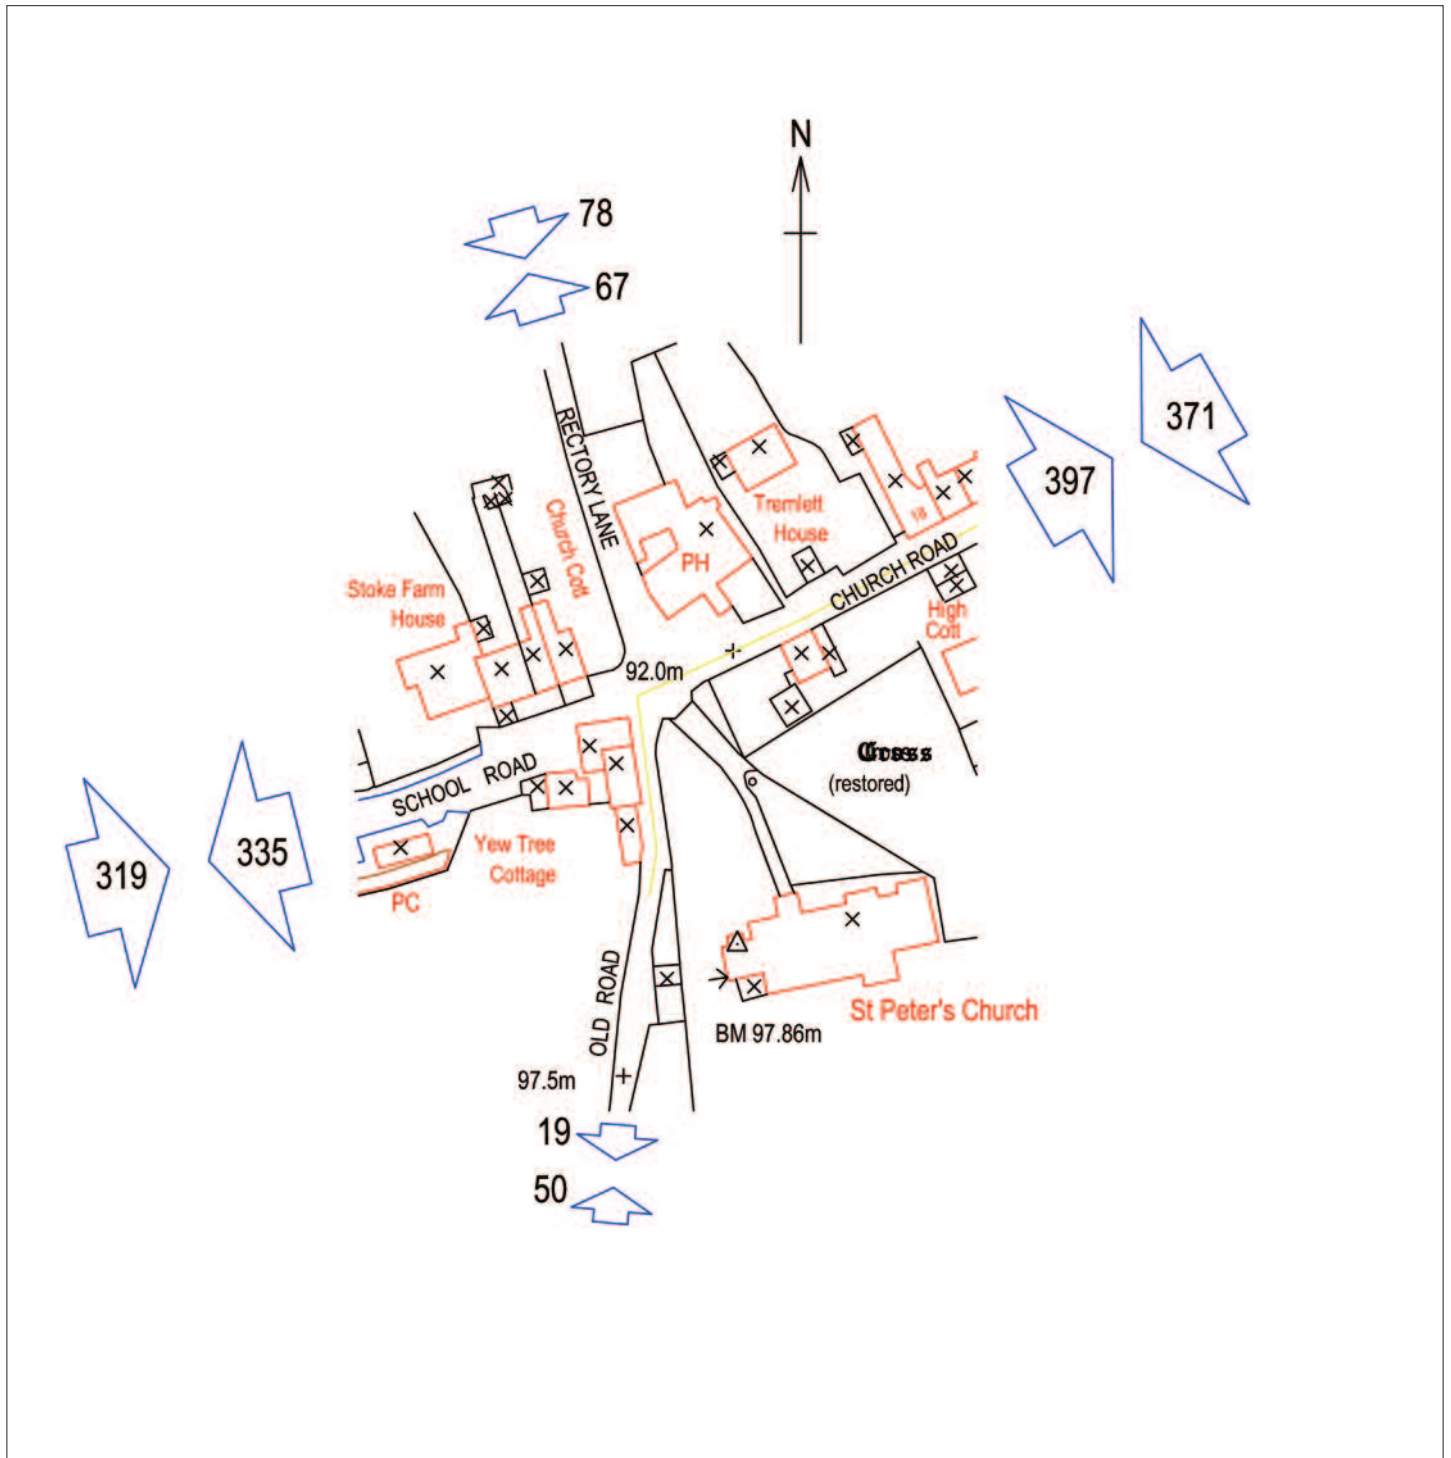 N
78
67
371
397
RECTORY LANE
Church Cott
Tremlett
House
18
PH
CHURCH ROAD
Stoke Farm
House
High
Cott
92.0m
(restored)
SCHOOL ROAD
335
319
Yew Tree
Cottage
PC
OLD ROAD
St Peter's Church
BM 97.86m
97.5m
19
50